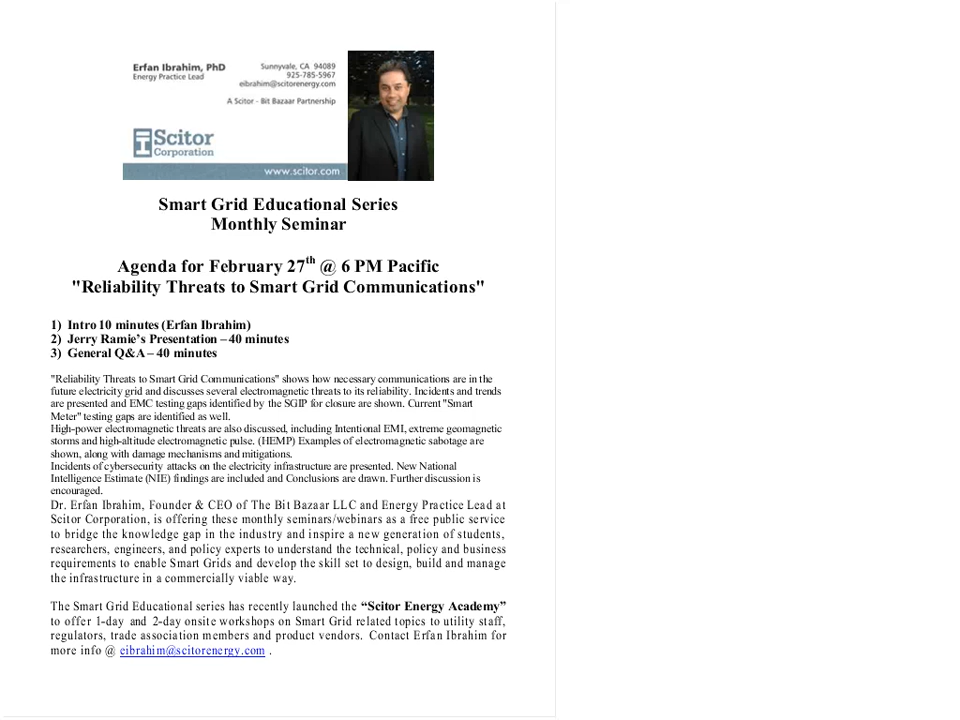 Erfan Ibrahim, PhD
Energy Practice Lead
Sunnyvale, CA 94089
925-785-5967
eibrahim@scitorenergy.com
A Scitor - Bit Bazaar Partnership
Scitor
Corporation
www.scitor.com
Smart Grid Educational Series
Monthly Seminar
Agenda for February 27th @ 6 PM Pacific
"Reliability Threats to Smart Grid Communications"
1) Intro 10 minutes (Erfan Ibrahim)
2) Jerry Ramie's Presentation – 40 minutes
3) General Q&A – 40 minutes
"Reliability Threats to Smart Grid Communications" shows how necessary communications are in the
future electricity grid and discusses several electromagnetic threats to its reliability. Incidents and trends
are presented and EMC testing gaps identified by the SGIP for closure are shown. Current "Smart
Meter" testing gaps are identified as well.
High-power electromagnetic threats are also discussed, including Intentional EMI, extreme geomagnetic
storms and high-altitude electromagnetic pulse. (HEMP) Examples of electromagnetic sabotage are
shown, along with damage mechanisms and mitigations.
Incidents of cybersecurity attacks on the electricity infrastructure are presented. New National
Intelligence Estimate (NIE) findings are included and Conclusions are drawn. Further discussion is
encouraged.
Dr. Erfan Ibrahim, Founder & CEO of The Bit Bazaar LLC and Energy Practice Lead at
Scitor Corporation, is offering these monthly seminars/webinars as a free public service
to bridge the knowledge gap in the industry and inspire a new generation of students,
researchers, engineers, and policy experts to understand the technical, policy and business
requirements to enable Smart Grids and develop the skill set to design, build and manage
the infrastructure in a commercially viable way.
The Smart Grid Educational series has recently launched the “Scitor Energy Academy”
to offer 1-day and 2-day onsite workshops on Smart Grid related topics to utility staff,
regulators, trade association members and product vendors. Contact Erfan Ibrahim for
more info @ eibrahim@scitorenergy.com .